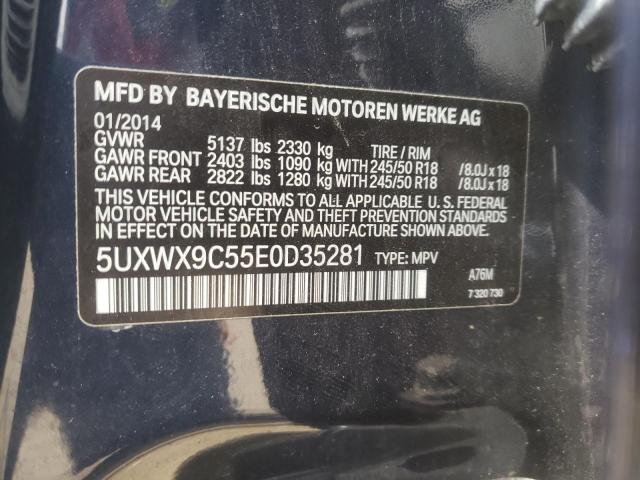 MFD BY BAYERISCHE MOTOREN WERKE AG
01/2014
GVWR 5137 lbs 2330 kg TIRE / RIM
GAWR FRONT 2403 lbs 1090 kg WITH 245/50 R18 /8.0J x 18
GAWR REAR 2822 lbs 1280 kg WITH 245/50 R18 /8.0J x 18
THIS VEHICLE CONFORMS TO ALL APPLICABLE U. S. FEDERAL
MOTOR VEHICLE SAFETY AND THEFT PREVENTION STANDARDS
IN EFFECT ON THE DATE OF MANUFACTURE SHOWN ABOVE.
5UXWX9C55E0D35281 TYPE: MPV
A76M
7 320 730